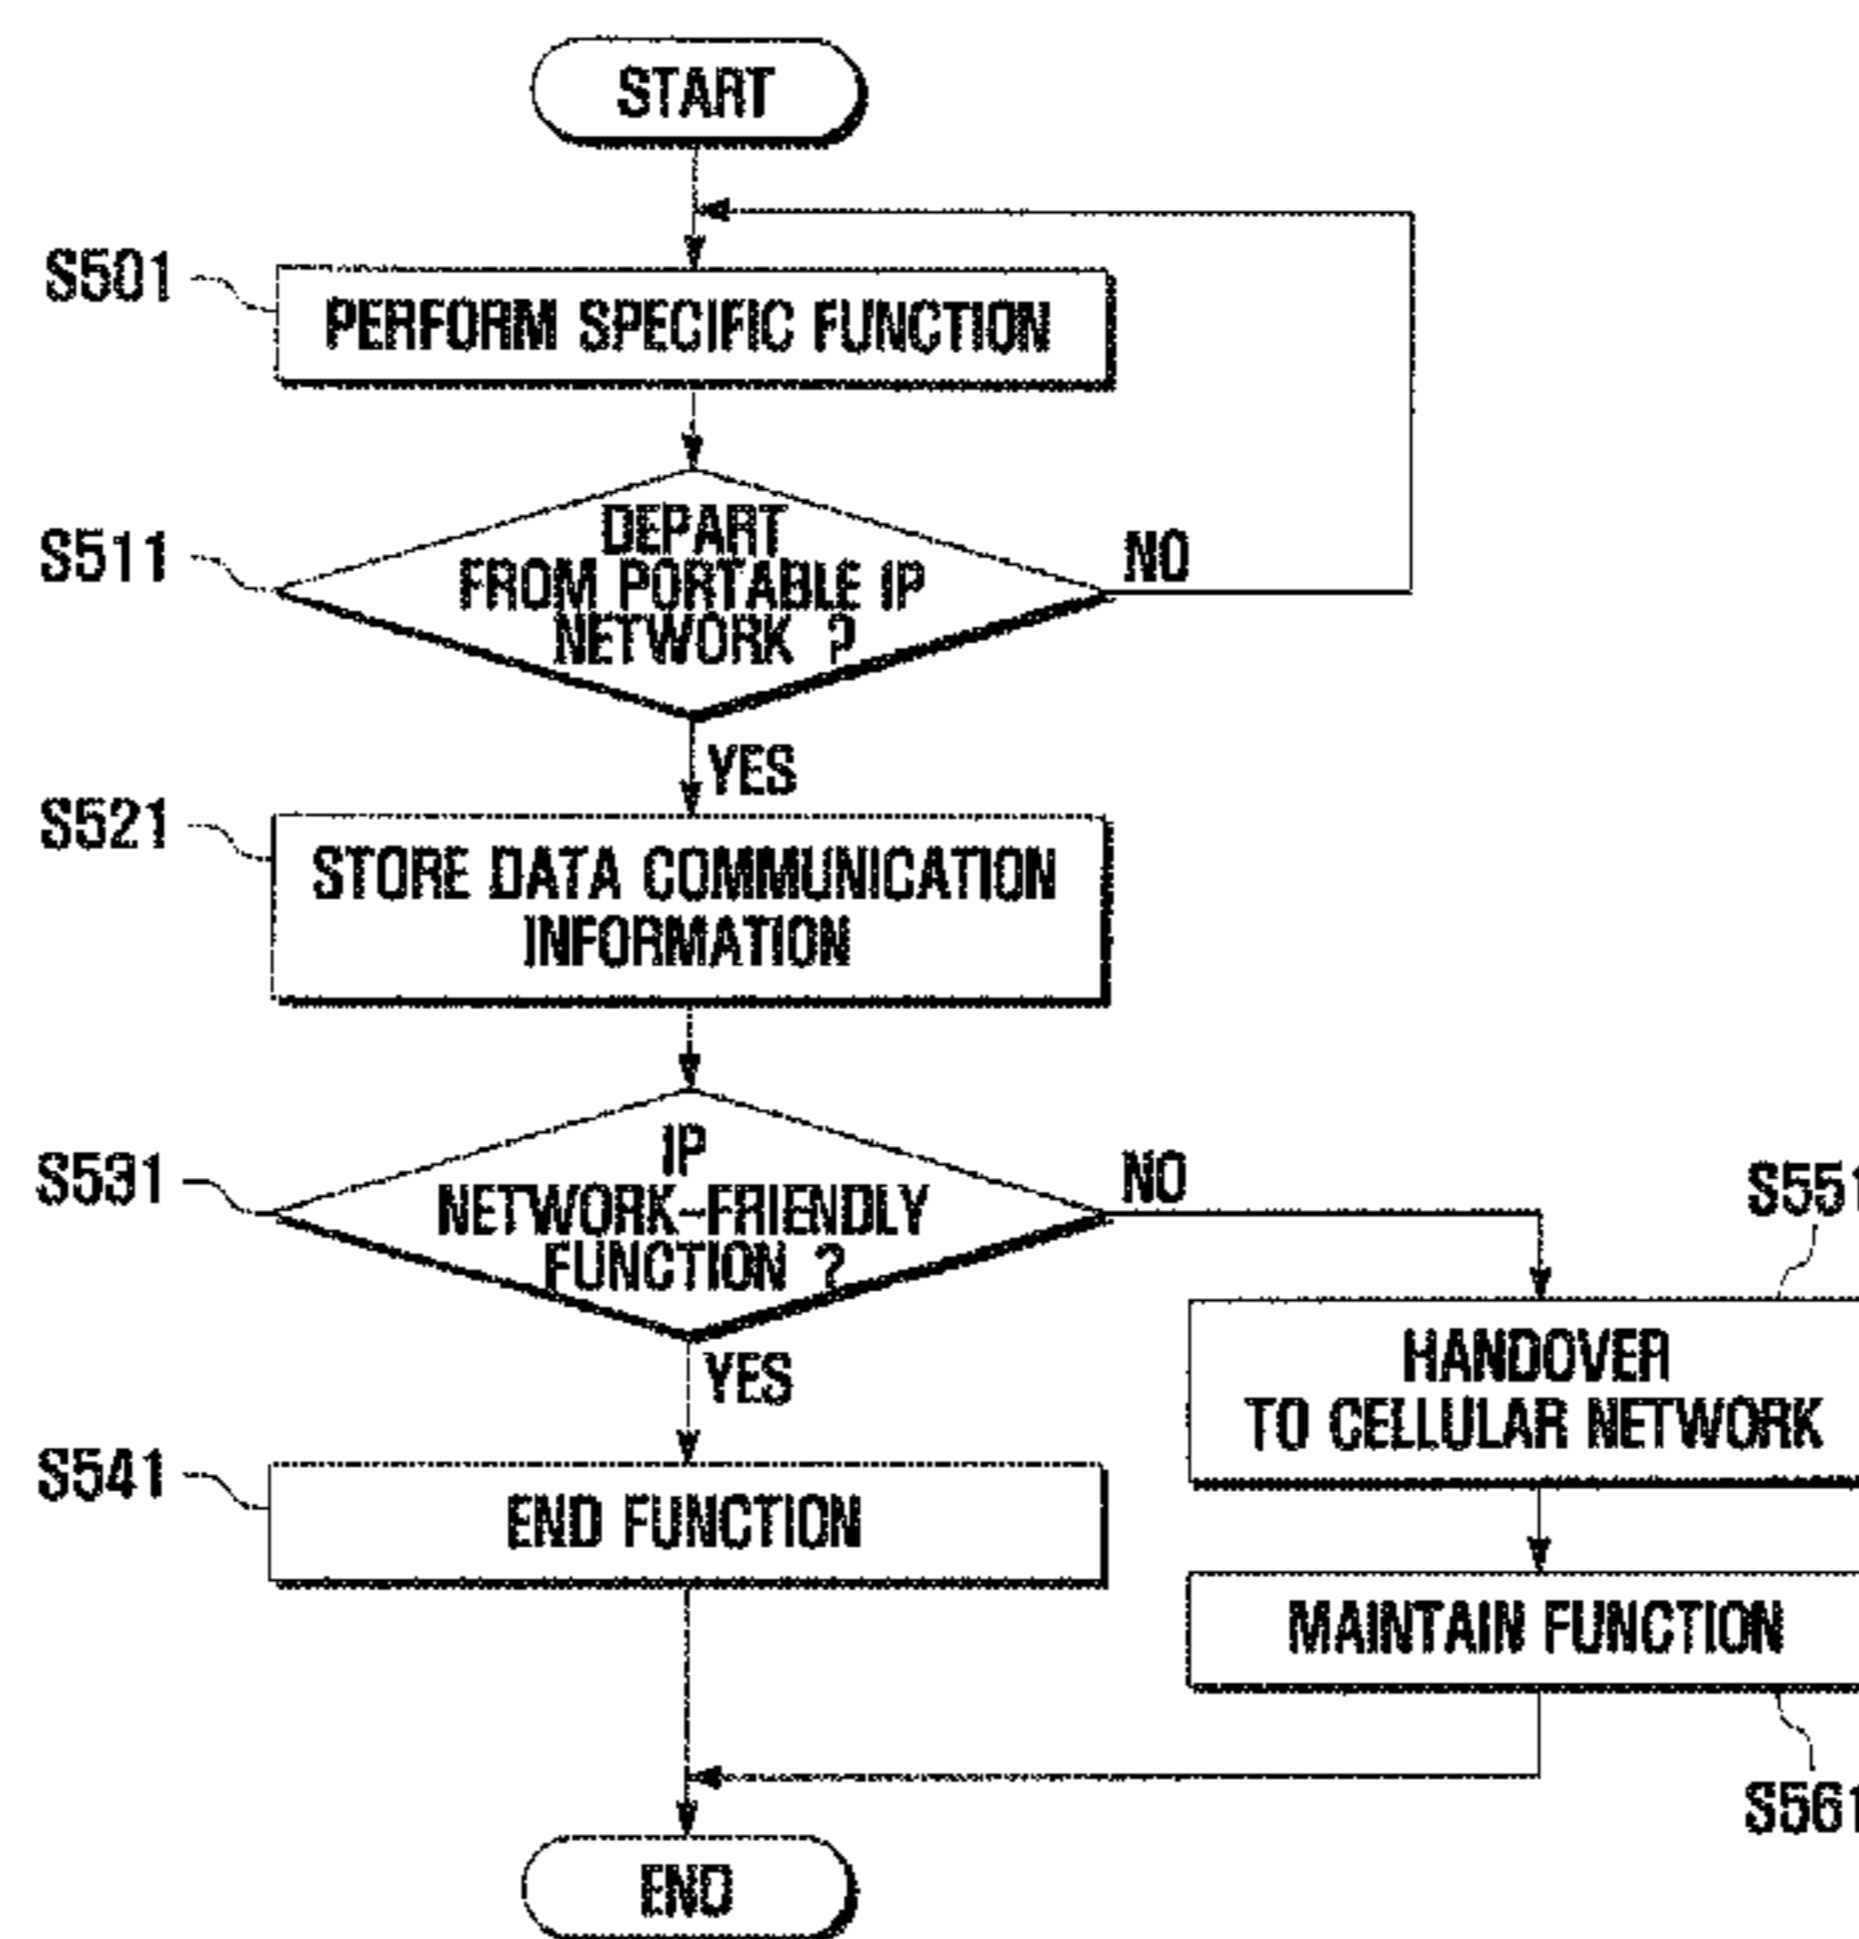 START
S501
PERFORM SPECIFIC FUNCTION
S511
DEPART
FROM PORTABLE IP
NETWORK ?
NO
YES
S521
STORE DATA COMMUNICATION
INFORMATION
S531
IP
NETWORK-FRIENDLY
FUNCTION ?
NO
YES
S551
HANDOVER
TO CELLULAR NETWORK
S541
END FUNCTION
MAINTAIN FUNCTION
S561
END